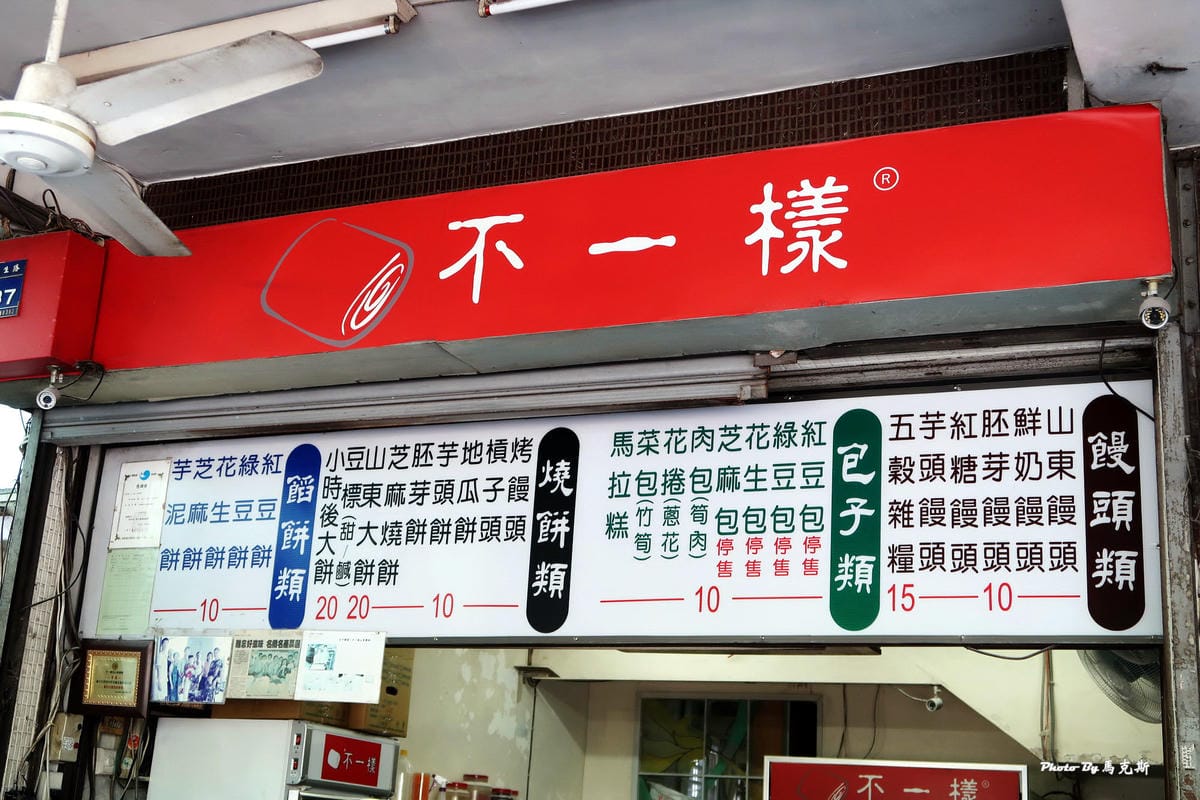 不一樣®
生路
饅頭類
山東饅頭
鮮奶饅頭
胚芽饅頭
紅糖饅頭
芋頭饅頭
10
五穀雜糧
15
包子類
紅豆包停售
綠豆包停售
花生包停售
芝麻包停售
肉包(筍肉)
花捲(蔥花)
菜包(竹筍)
馬拉糕
10
燒餅類
烤饅頭
槓子頭
地瓜餅
芋頭餅
胚芽餅
芝麻燒餅
山東大餅
10
豆標(甜/鹹)
20
小時後大餅
20
餡餅類
紅豆餅
綠豆餅
花生餅
芝麻餅
芋泥餅
10
不一樣
不一樣
Photo By 馬克斯